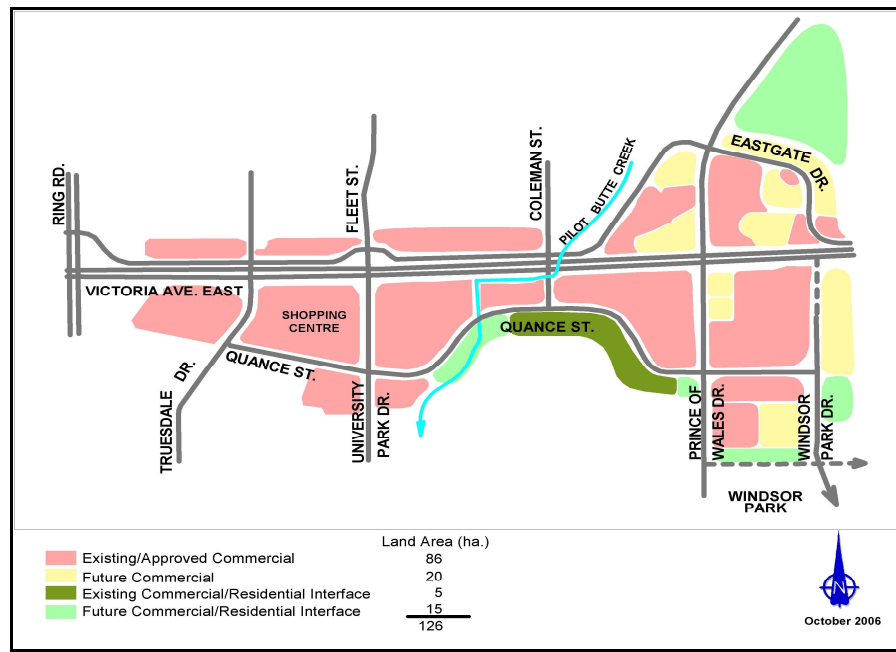 EASTGATE
DR.
RING RD.
FLEET ST.
COLEMAN ST.
PILOT BUTTE CREEK
VICTORIA AVE. EAST
SHOPPING
CENTRE
QUANCE ST.
QUANCE ST.
TRUESDALE DR.
UNIVERSITY
PARK DR.
PRINCE OF
WALES DR.
WINDSOR
PARK DR.
WINDSOR
PARK
Land Area (ha.)
Existing/Approved Commercial 86
Future Commercial 20
Existing Commercial/Residential Interface 5
Future Commercial/Residential Interface 15
126
N
October 2006